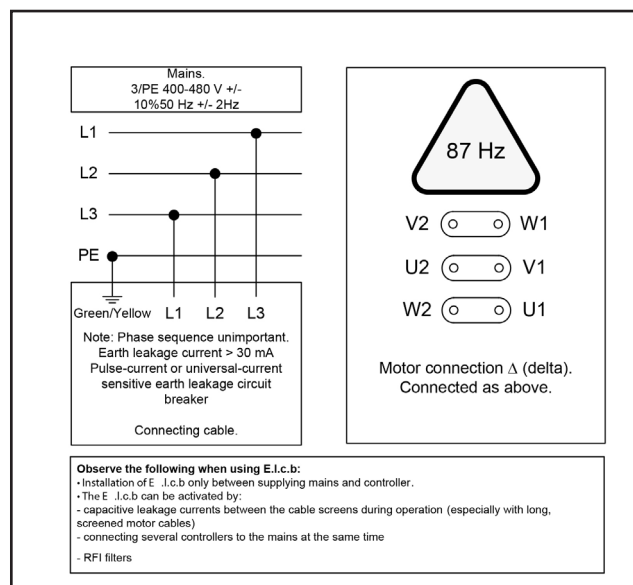 Mains.
3/PE 400-480 V +/-
10%50 Hz +/- 2Hz
L1
L2
L3
PE
Green/Yellow L1 L2 L3
Note: Phase sequence unimportant.
Earth leakage current > 30 mA
Pulse-current or universal-current
sensitive earth leakage circuit
breaker
Connecting cable.
87 Hz
V2 W1
U2 V1
W2 U1
Motor connection Δ (delta).
Connected as above.
Observe the following when using E.l.c.b:
• Installation of E .l.c.b only between supplying mains and controller.
• The E .l.c.b can be activated by:
- capacitive leakage currents between the cable screens during operation (especially with long,
screened motor cables)
- connecting several controllers to the mains at the same time
- RFI filters